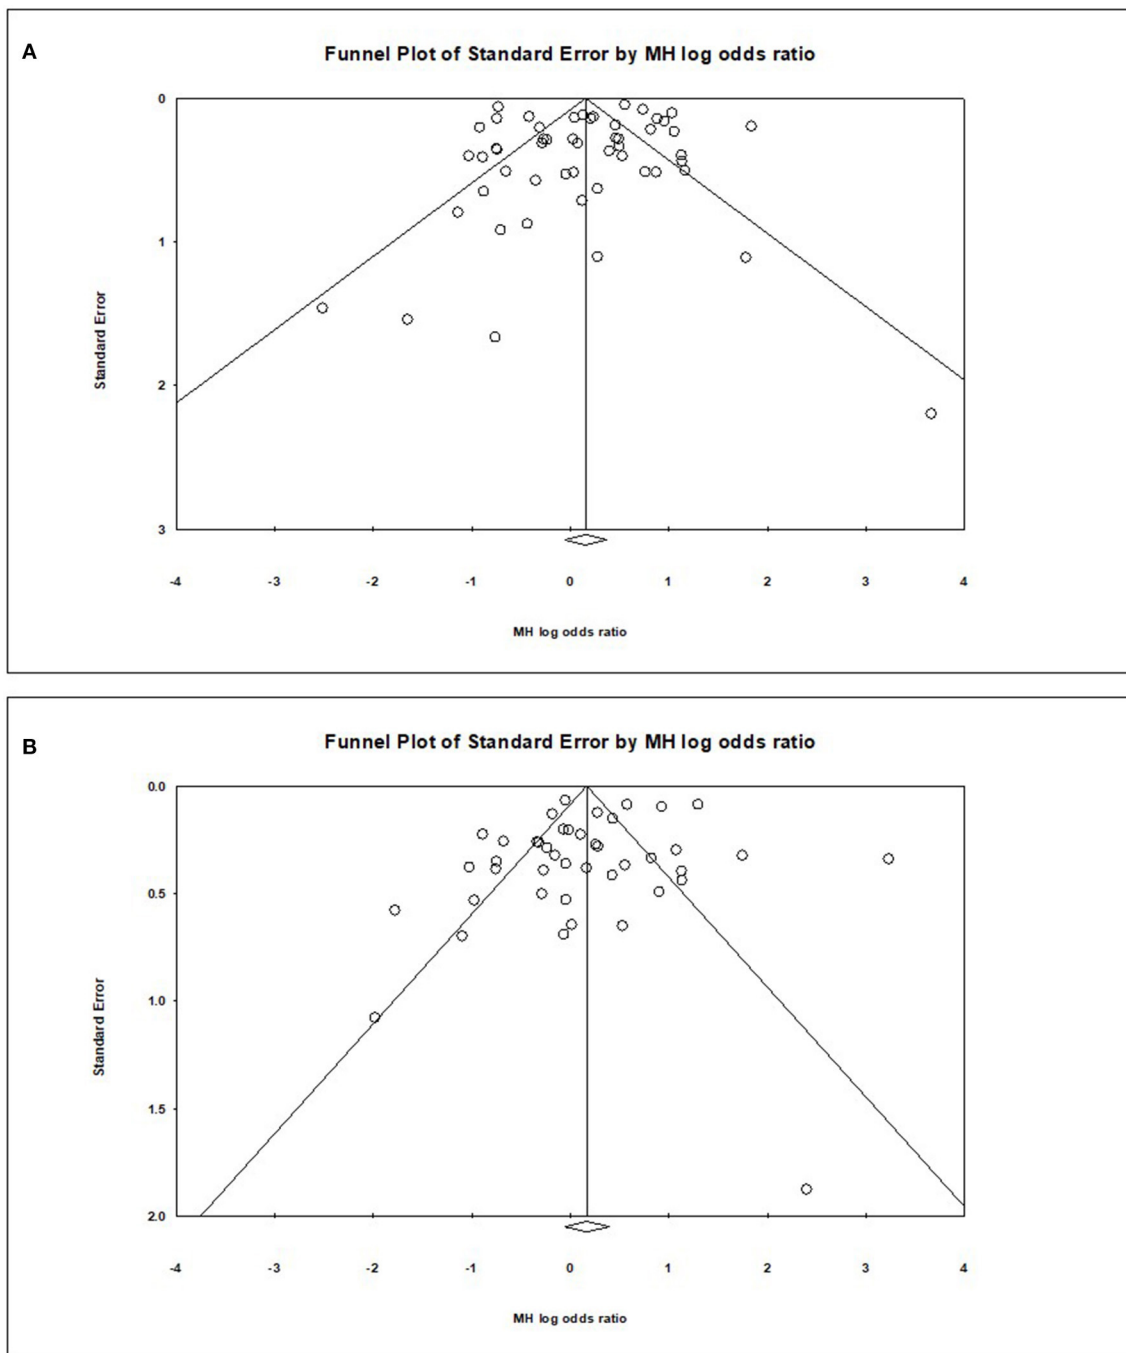 A
Funnel Plot of Standard Error by MH log odds ratio
0
1
2
3
Standard Error
-4 -3 -2 -1 0 1 2 3 4
MH log odds ratio
B
Funnel Plot of Standard Error by MH log odds ratio
0.0
0.5
1.0
1.5
2.0
Standard Error
-4 -3 -2 -1 0 1 2 3 4
MH log odds ratio